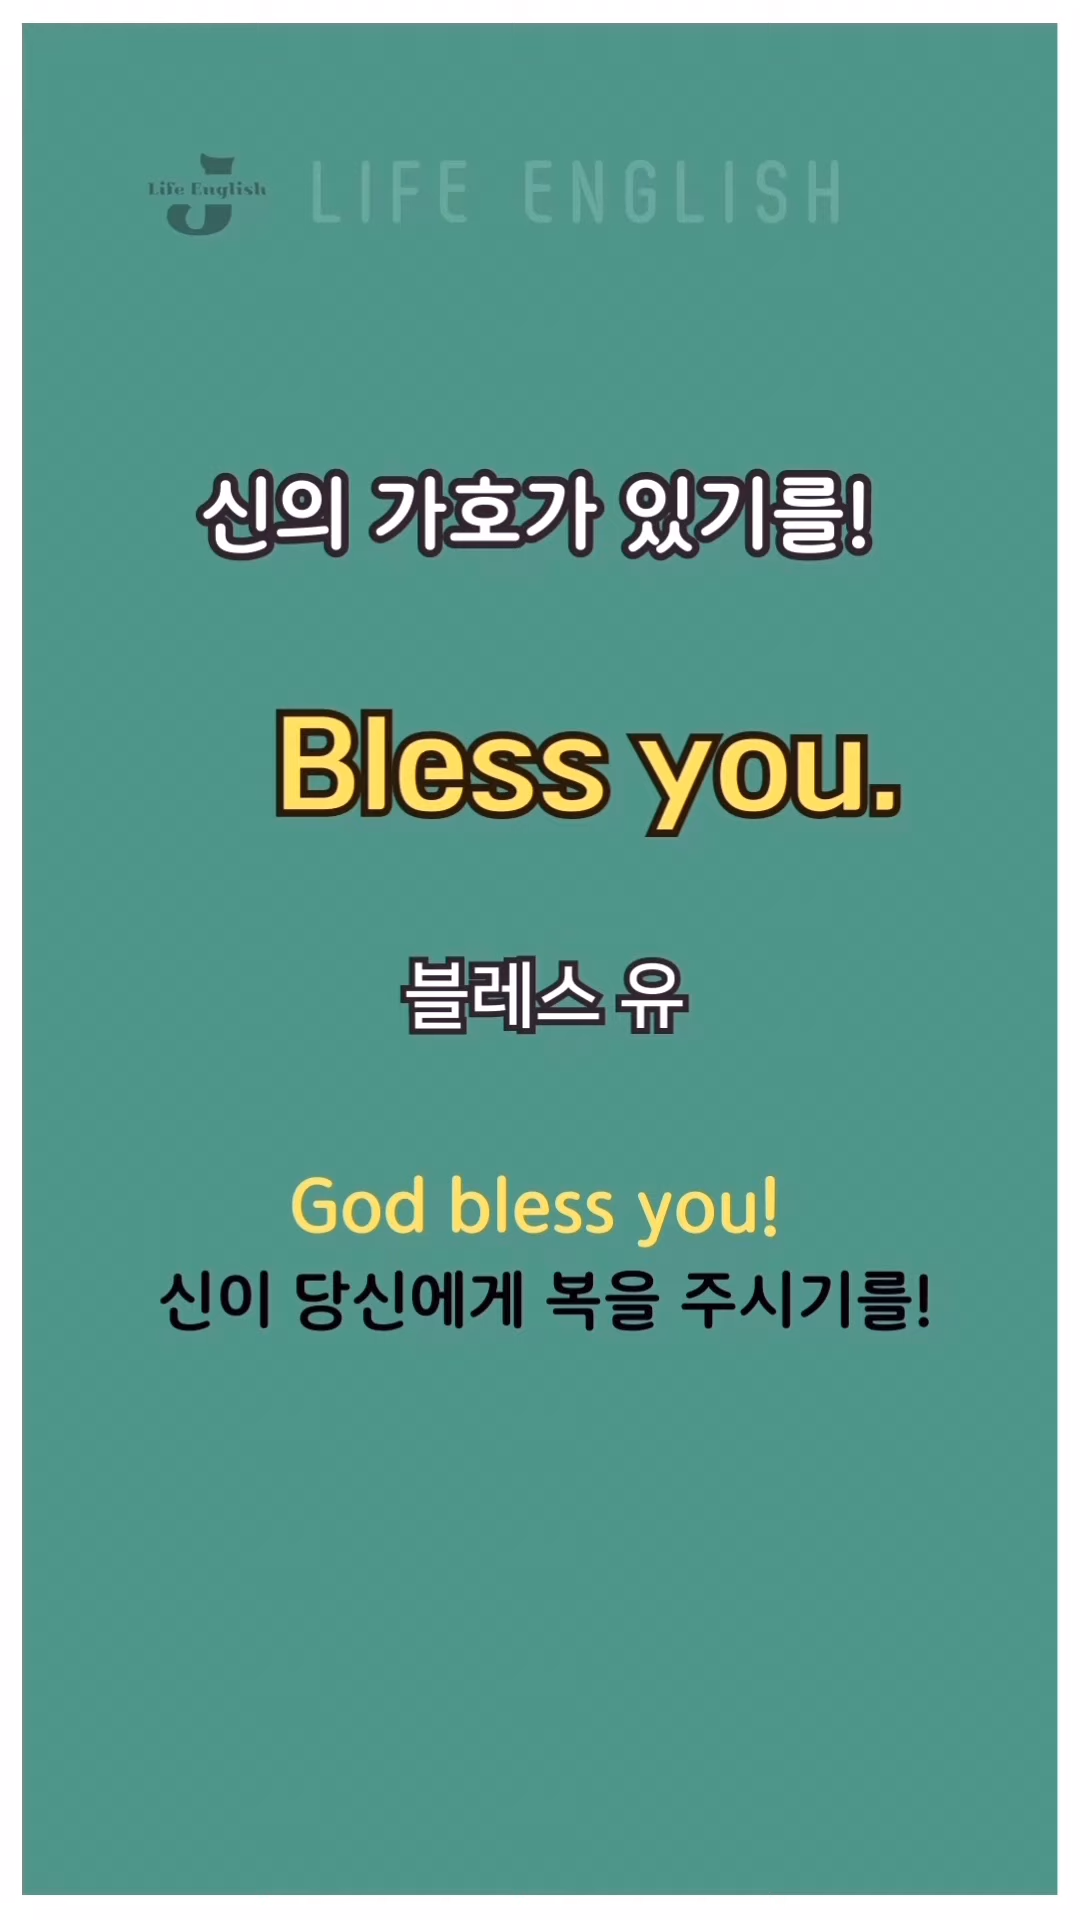 J
Life English
LIFE ENGLISH
신의 가호가 있기를!
Bless you.
블레스 유
God bless you!
신이 당신에게 복을 주시기를!